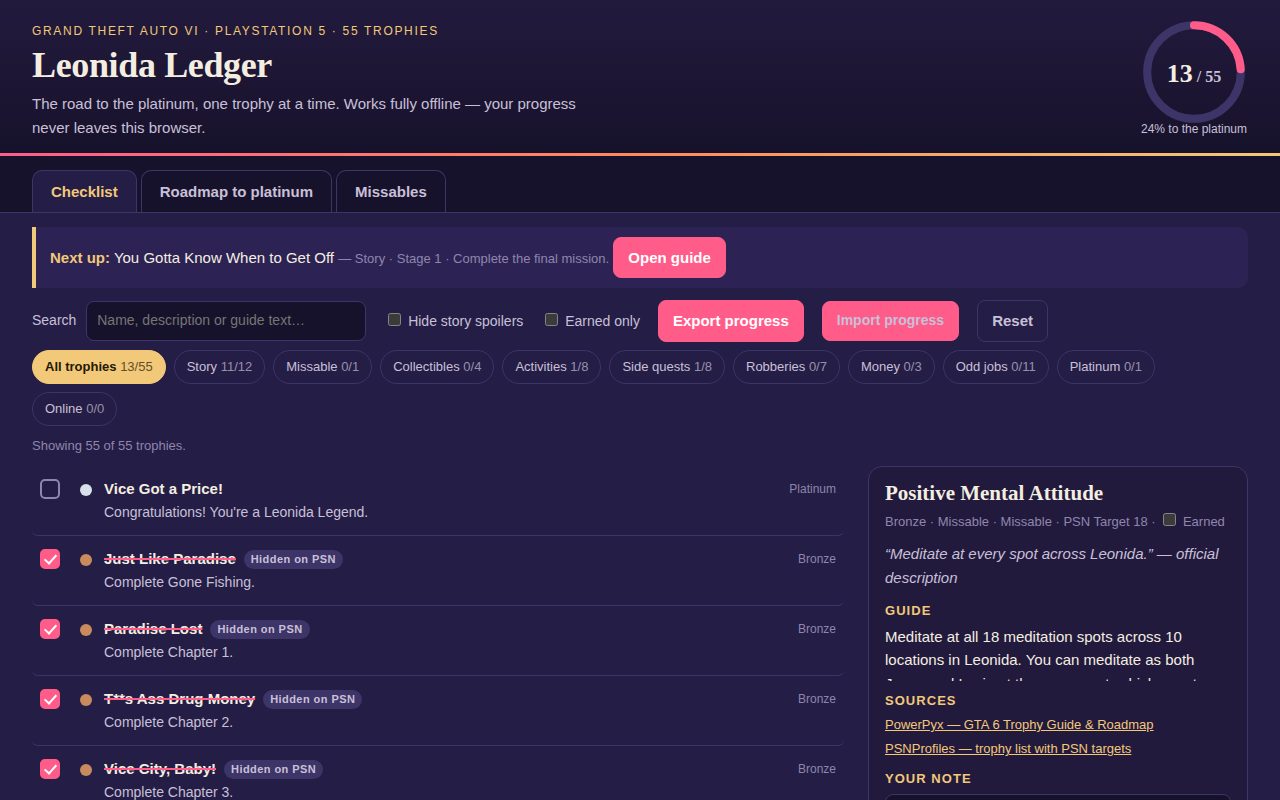 GRAND THEFT AUTO VI · PLAYSTATION 5 · 55 TROPHIES
Leonida Ledger
The road to the platinum, one trophy at a time. Works fully offline — your progress
never leaves this browser.
13 / 55
24% to the platinum
Checklist
Roadmap to platinum
Missables
Next up: You Gotta Know When to Get Off — Story · Stage 1 · Complete the final mission. Open guide
Search
Name, description or guide text…
Hide story spoilers
Earned only
Export progress
Import progress
Reset
All trophies 13/55
Story 11/12
Missable 0/1
Collectibles 0/4
Activities 1/8
Side quests 1/8
Robberies 0/7
Money 0/3
Odd jobs 0/11
Platinum 0/1
Online 0/0
Showing 55 of 55 trophies.
Vice Got a Price!
Platinum
Congratulations! You're a Leonida Legend.
Just Like Paradise Hidden on PSN
Bronze
Complete Gone Fishing.
Paradise Lost Hidden on PSN
Bronze
Complete Chapter 1.
T**s Ass Drug Money Hidden on PSN
Bronze
Complete Chapter 2.
Vice City, Baby! Hidden on PSN
Bronze
Complete Chapter 3.
Positive Mental Attitude
Bronze · Missable · Missable · PSN Target 18 · Earned
“Meditate at every spot across Leonida.” — official
description
GUIDE
Meditate at all 18 meditation spots across 10
locations in Leonida. You can meditate as both
SOURCES
PowerPyx — GTA 6 Trophy Guide & Roadmap
PSNProfiles — trophy list with PSN targets
YOUR NOTE